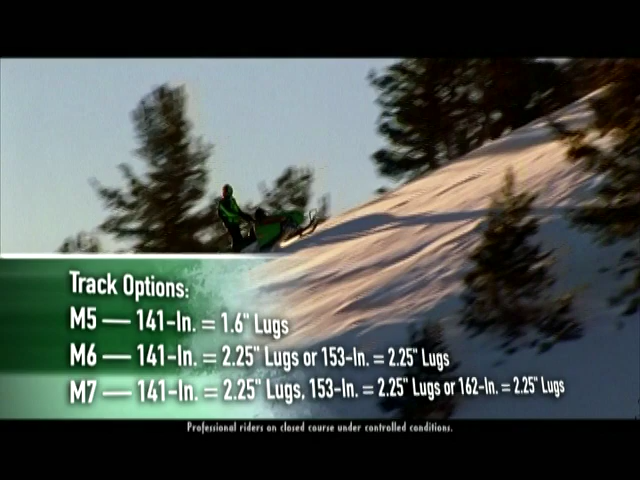 Track Options:
M5 — 141-In. = 1.6" Lugs
M6 — 141-In. = 2.25" Lugs or 153-In. = 2.25" Lugs
M7 — 141-In. = 2.25" Lugs, 153-In. = 2.25" Lugs or 162-In. = 2.25" Lugs
Professional riders on closed course under controlled conditions.